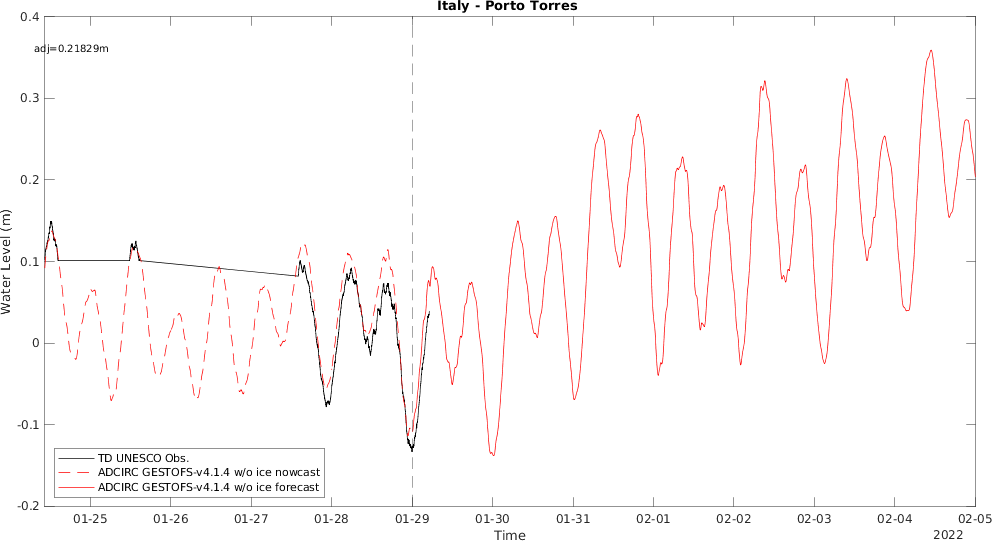 Italy - Porto Torres
adj=0.21829m
0.4
0.3
0.2
0.1
0
-0.1
-0.2
Water Level (m)
TD UNESCO Obs.
ADCIRC GESTOFS-v4.1.4 w/o ice nowcast
ADCIRC GESTOFS-v4.1.4 w/o ice forecast
01-25 01-26 01-27 01-28 01-29 01-30 01-31 02-01 02-02 02-03 02-04 02-05
Time
2022